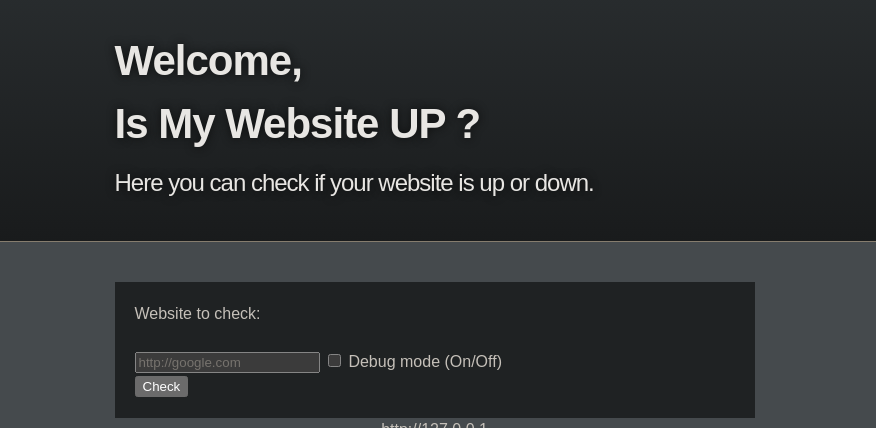 Welcome,
Is My Website UP ?
Here you can check if your website is up or down.
Website to check:
http://google.com Debug mode (On/Off)
Check
http://127.0.0.1